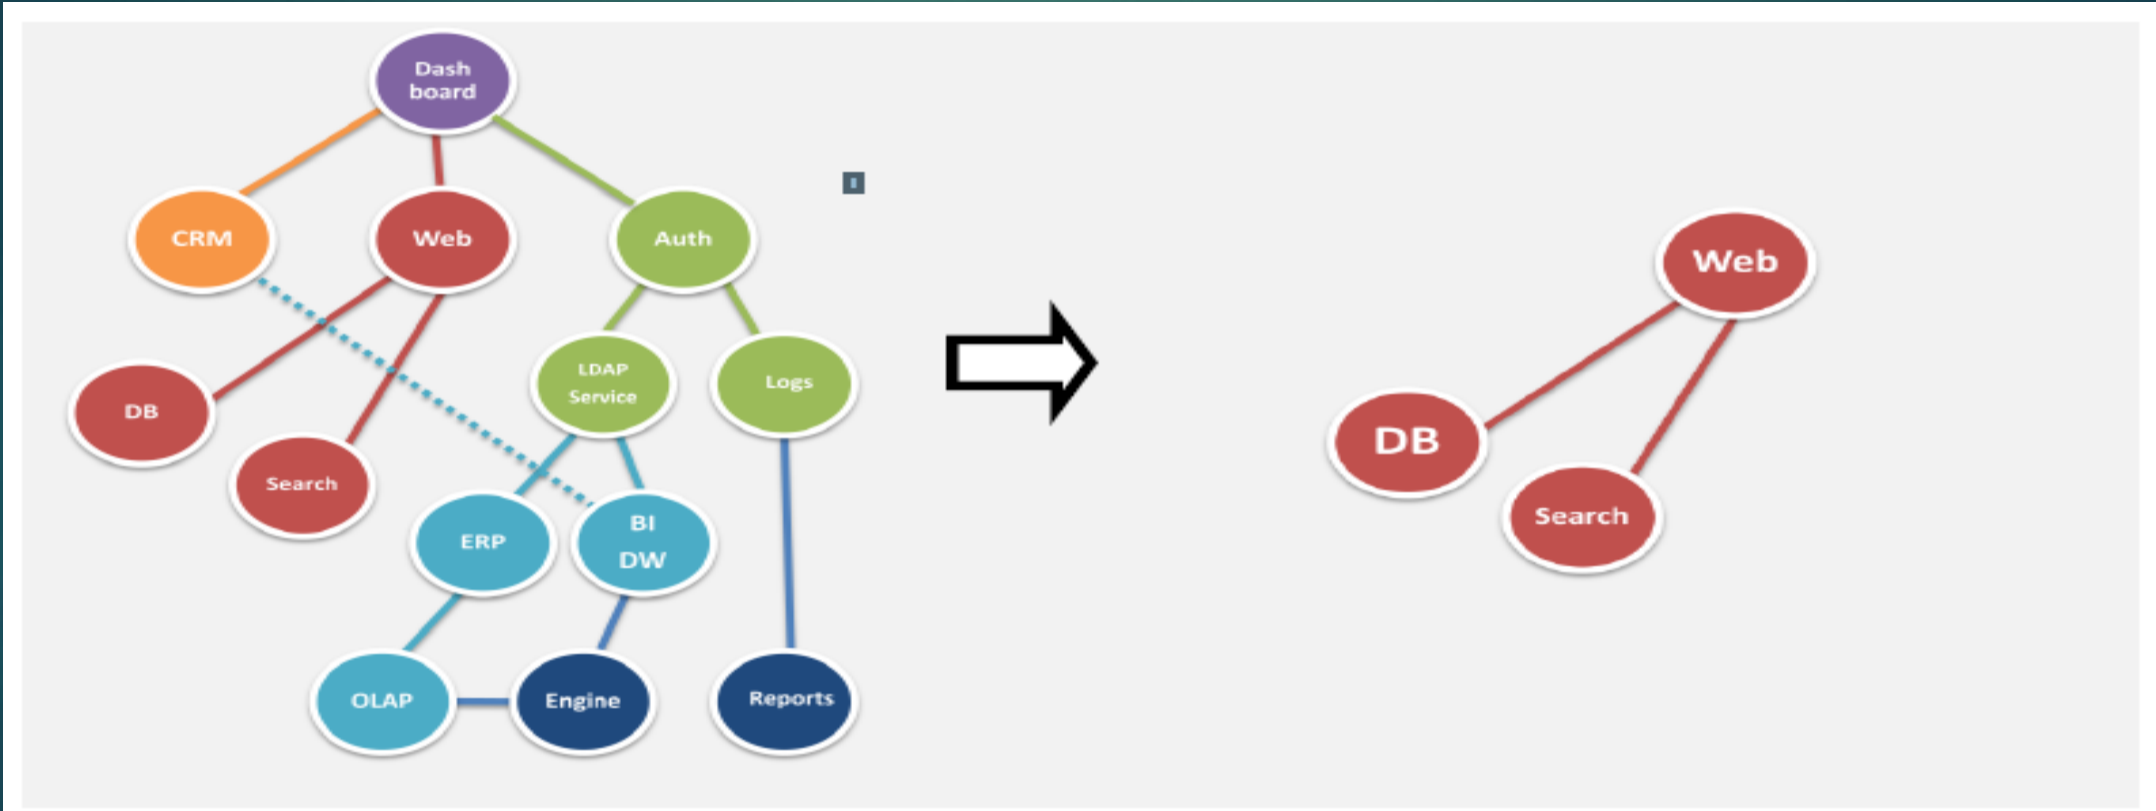 Dash
board
CRM
Web
Auth
DB
Search
LDAP
Service
Logs
ERP
BI
DW
OLAP
Engine
Reports
Web
DB
Search